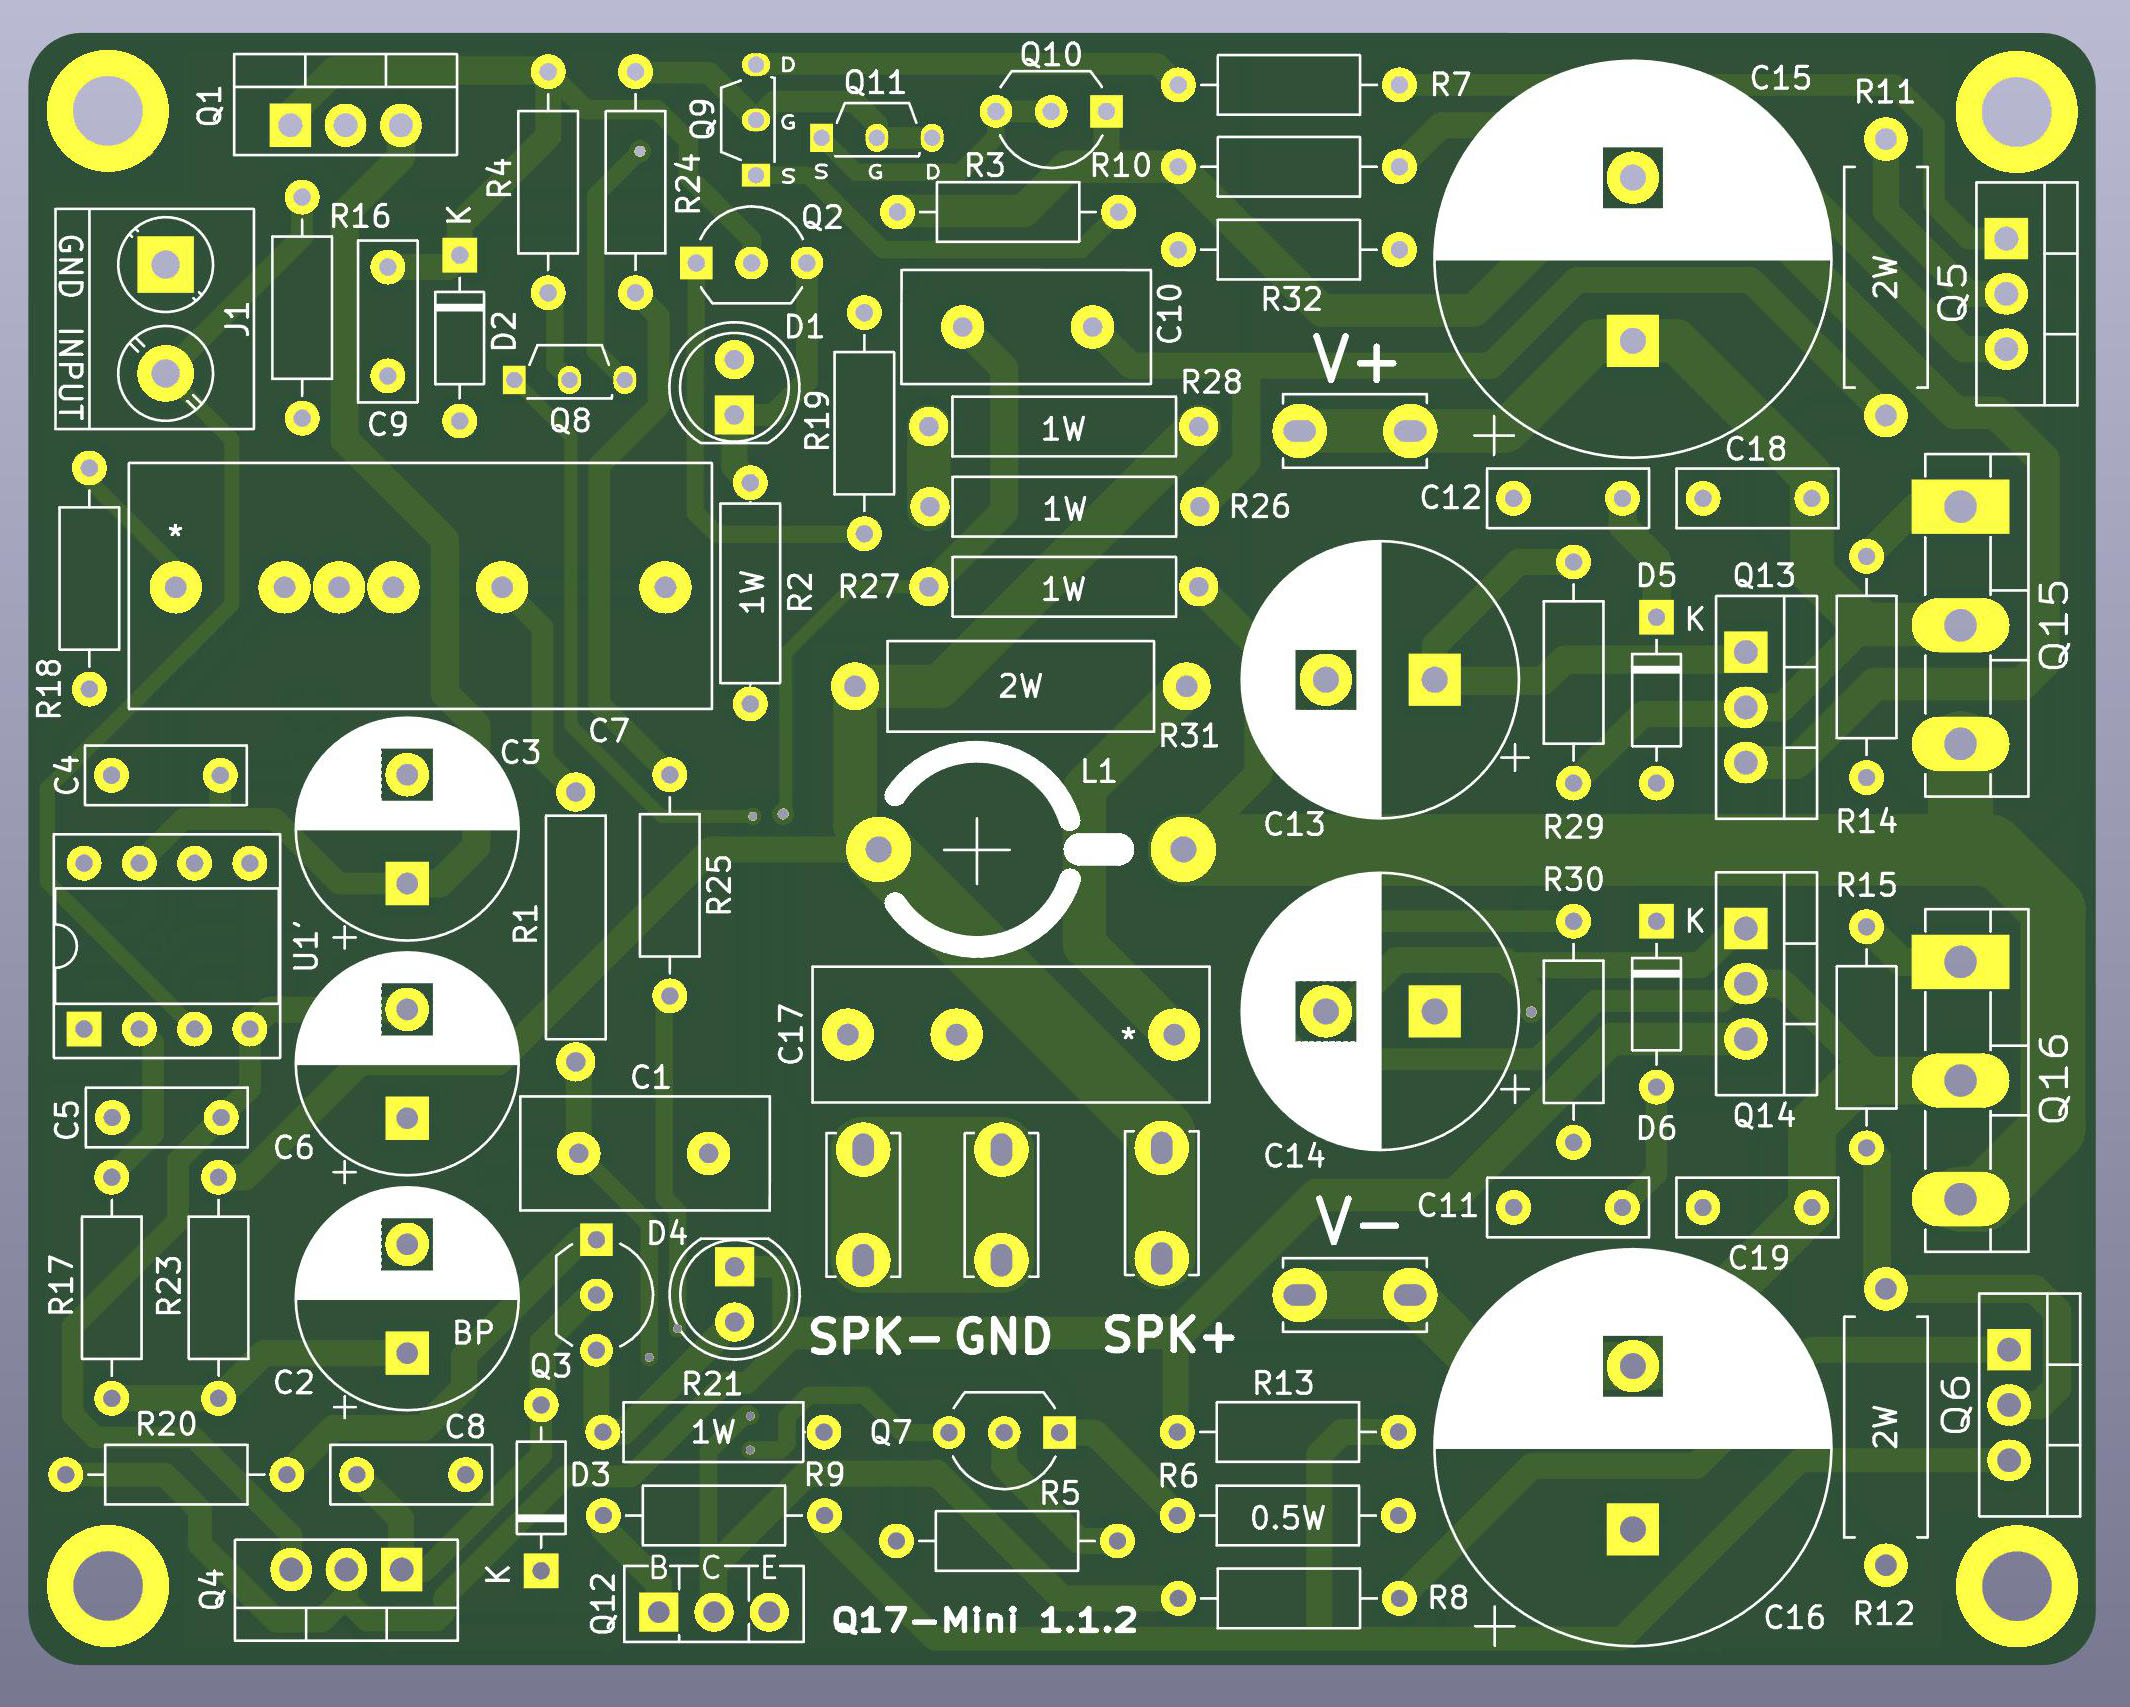 Q1
R4
R24
Q9
D
G
S
Q11
S
G
D
Q10
R3
R10
R7
C15
R11
2W
Q5
GND INPUT
J1
R16
C9
K
D2
Q8
Q2
D1
R19
C10
R32
V+
R28
1W
1W
R26
R27
1W
C12
C18
R18
*
1W
R2
C7
2W
R31
L1
C13
R29
D5
K
Q13
R14
Q15
C4
C3
U1'
R1
R25
C17
*
C14
R30
K
D6
Q14
R15
Q16
C5
C6
C1
R17
R23
C2
BP
Q3
D4
SPK-
GND
SPK+
V-
C11
C19
C16
2W
R12
Q6
R20
C8
R21
1W
D3
K
R9
Q7
R5
R6
R13
0.5W
R8
Q4
Q12
B
C
E
Q17-Mini 1.1.2